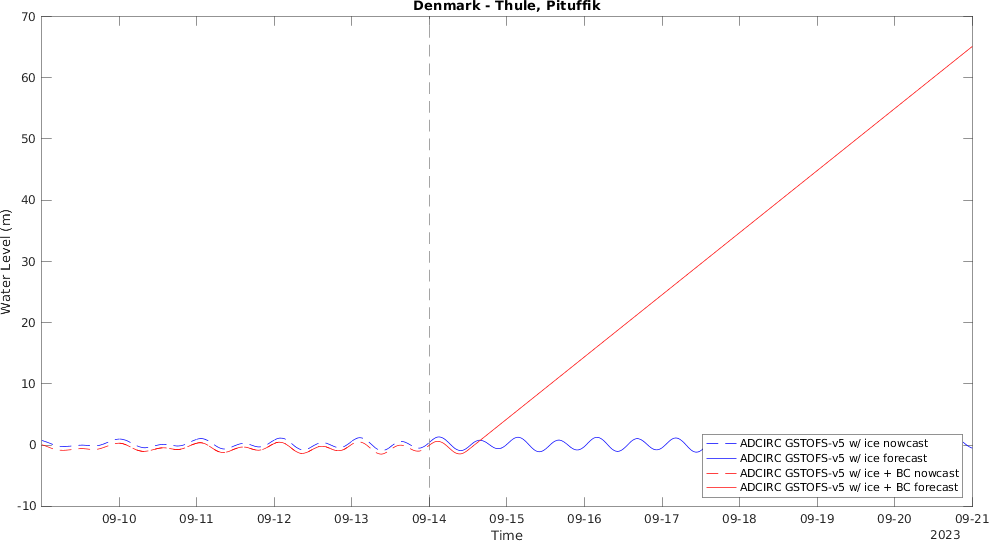 Denmark - Thule, Pituffik
70
60
50
40
30
20
10
0
-10
Water Level (m)
09-10 09-11 09-12 09-13 09-14 09-15 09-16 09-17 09-18 09-19 09-20 09-21
Time
2023
ADCIRC GSTOFS-v5 w/ ice nowcast
ADCIRC GSTOFS-v5 w/ ice forecast
ADCIRC GSTOFS-v5 w/ ice + BC nowcast
ADCIRC GSTOFS-v5 w/ ice + BC forecast